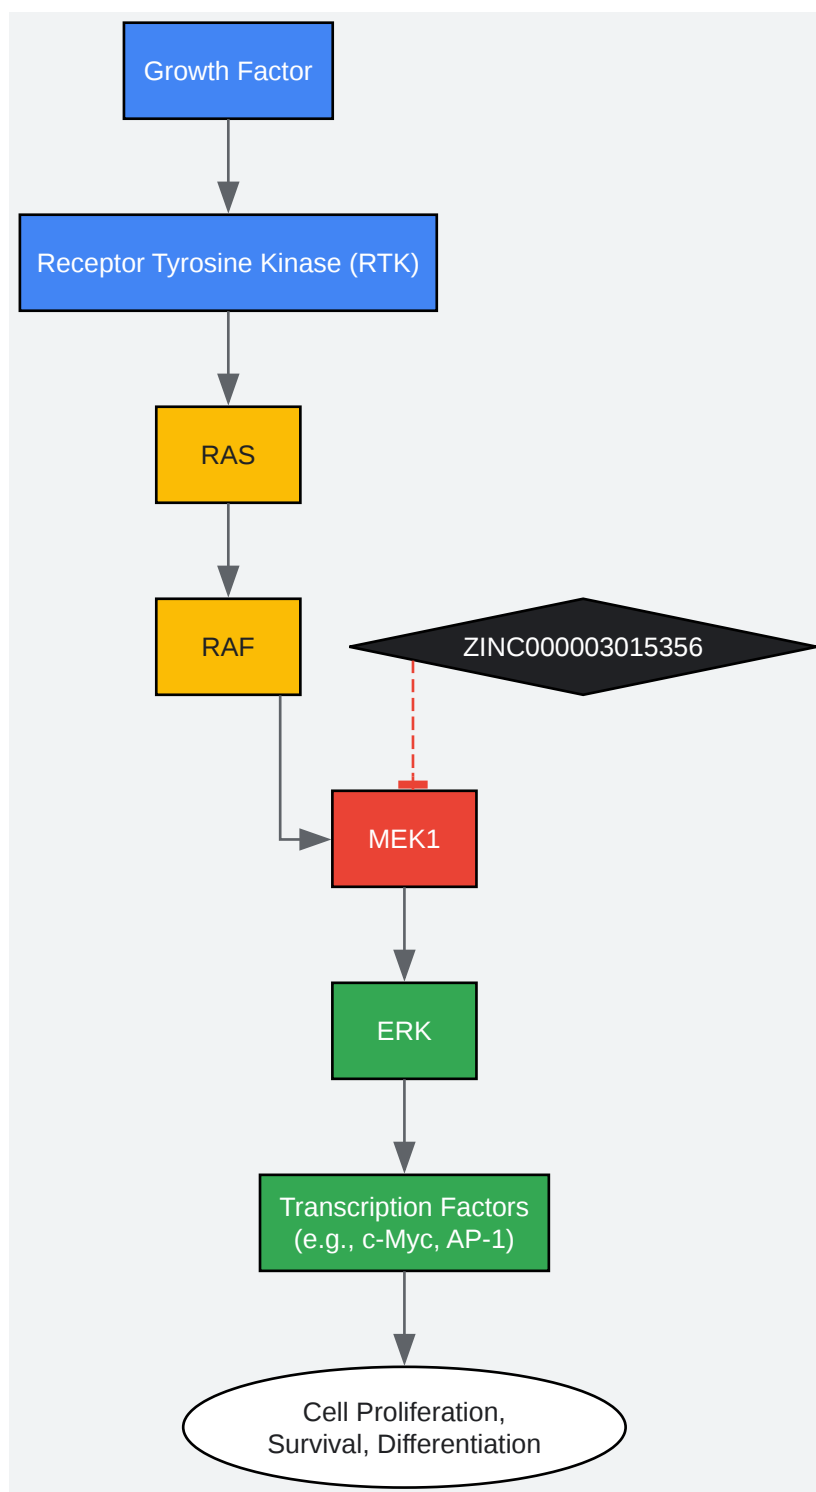 Growth Factor
Receptor Tyrosine Kinase (RTK)
RAS
RAF
ZINC000003015356
MEK1
ERK
Transcription Factors
(e.g., c-Myc, AP-1)
Cell Proliferation,
Survival, Differentiation